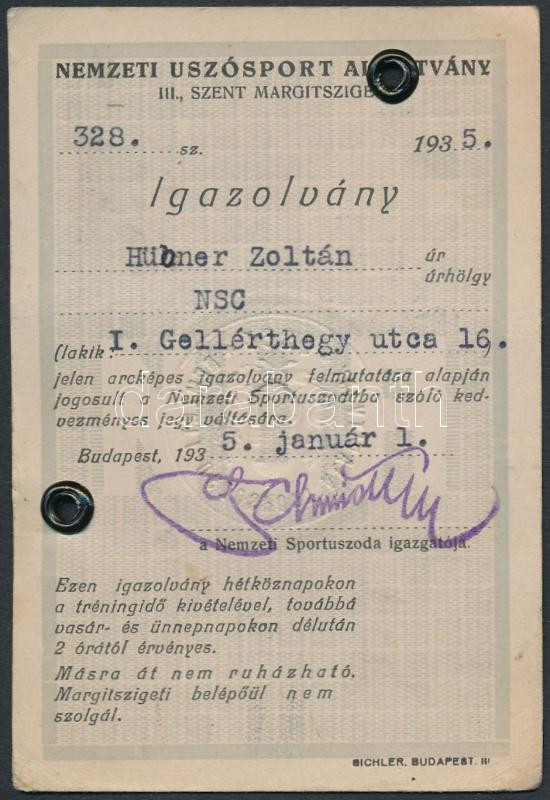 NEMZETI USZÓSPORT
III., SZENT
328. sz. 1935.
Igazolvány
Hübner Zoltán úr
úrhölgy
NSC
(lakik: I. Gellérthegy utca 16).
jelen arcképes igazolvány felmutatása alapján
jogosult a Nemzeti Sportuszodába szóló ked-
vezményes jegy váltására.
Budapest, 1935. január 1.
a Nemzeti Sportuszoda igazgatója.
Ezen igazolvány hétköznapokon
a tréningidő kivételével, továbbá
vasár- és ünnepnapokon délután
2 órától érvényes.
Másra át nem ruházható.
Margitszigeti belépőül nem
szolgál.
SICHLER, BUDAPEST. III
darabanth